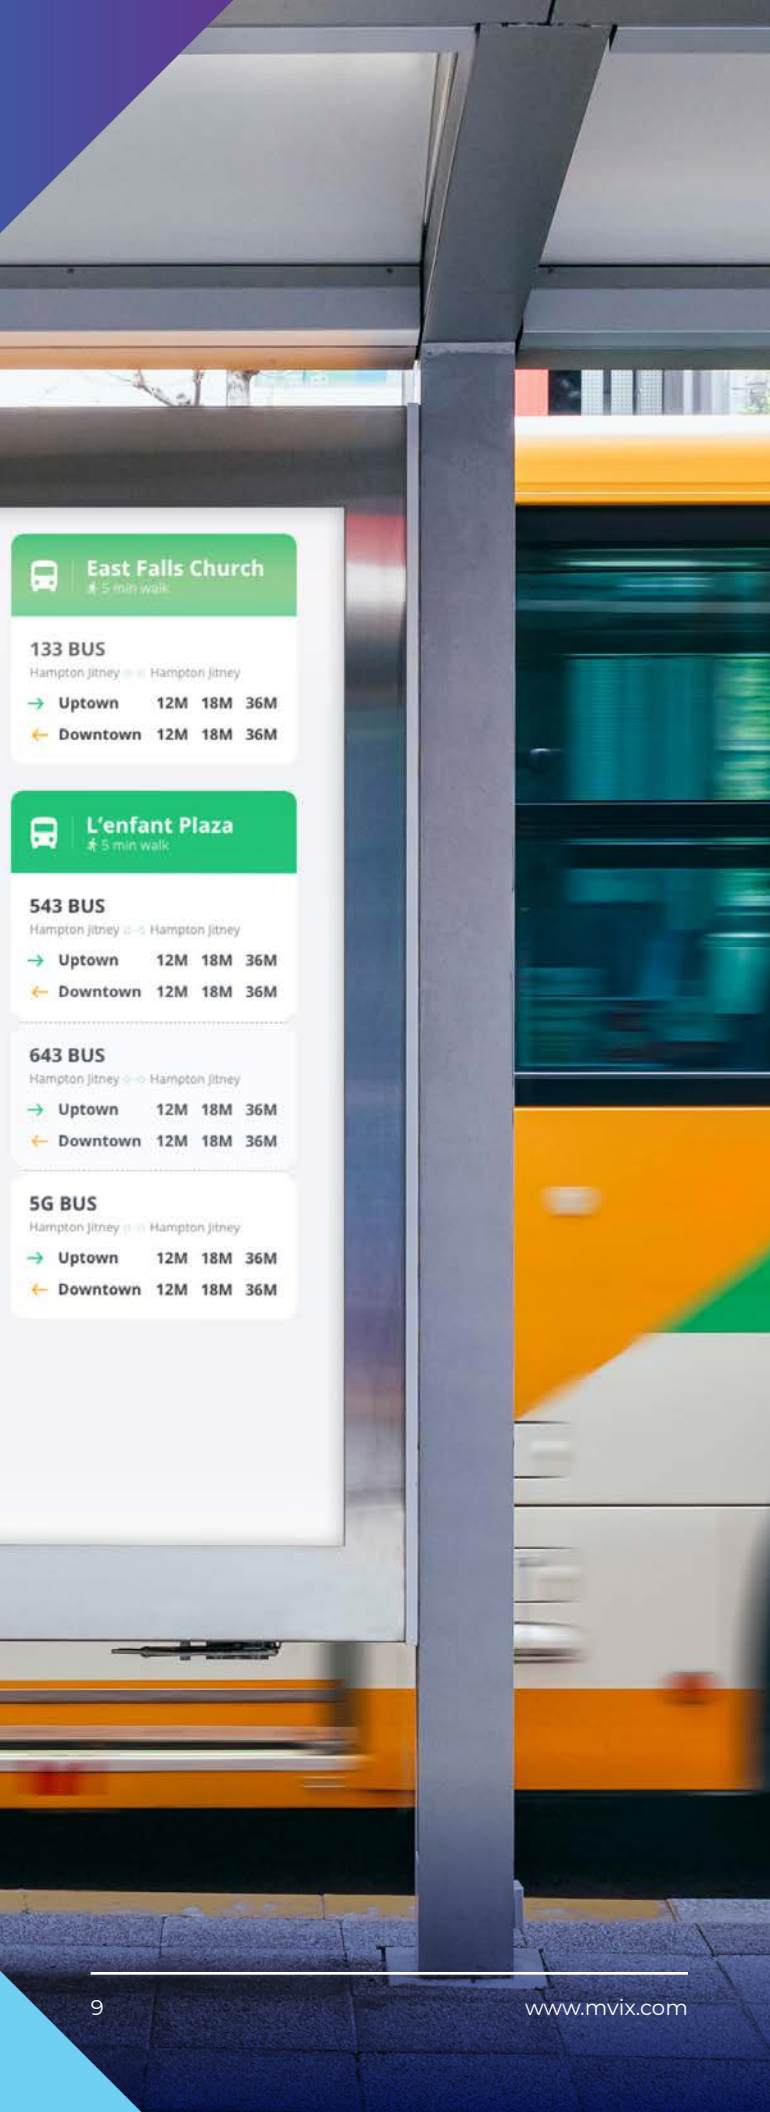 East Falls Church
5 min walk
133 BUS
Hampton Jitney Hampton Jitney
Uptown 12M 18M 36M
Downtown 12M 18M 36M
L'enfant Plaza
5 min walk
543 BUS
Hampton Jitney Hampton Jitney
Uptown 12M 18M 36M
Downtown 12M 18M 36M
643 BUS
Hampton Jitney Hampton Jitney
Uptown 12M 18M 36M
Downtown 12M 18M 36M
5G BUS
Hampton Jitney Hampton Jitney
Uptown 12M 18M 36M
Downtown 12M 18M 36M
9 www.mvix.com